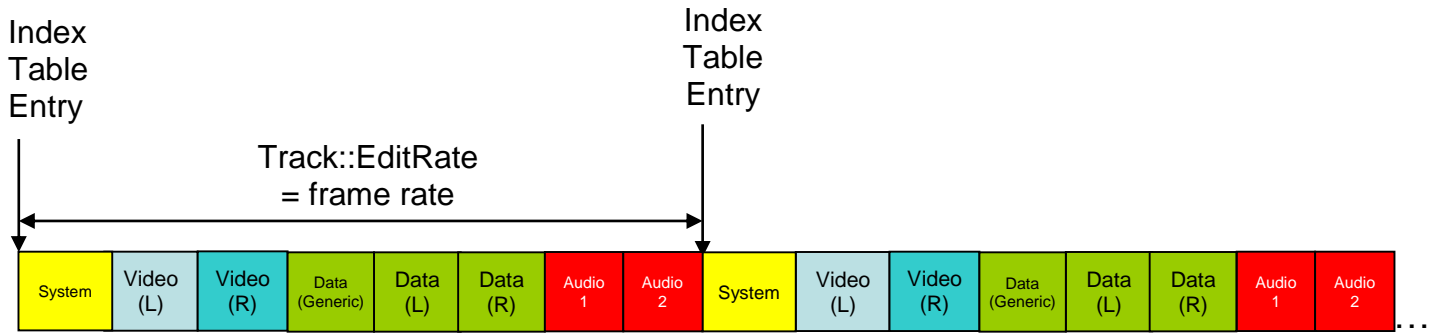 Index
Table
Entry
Index
Table
Entry
Track::EditRate
= frame rate
System
Video
(L)
Video
(R)
Data
(Generic)
Data
(L)
Data
(R)
Audio
1
Audio
2
System
Video
(L)
Video
(R)
Data
(Generic)
Data
(L)
Data
(R)
Audio
1
Audio
2
...